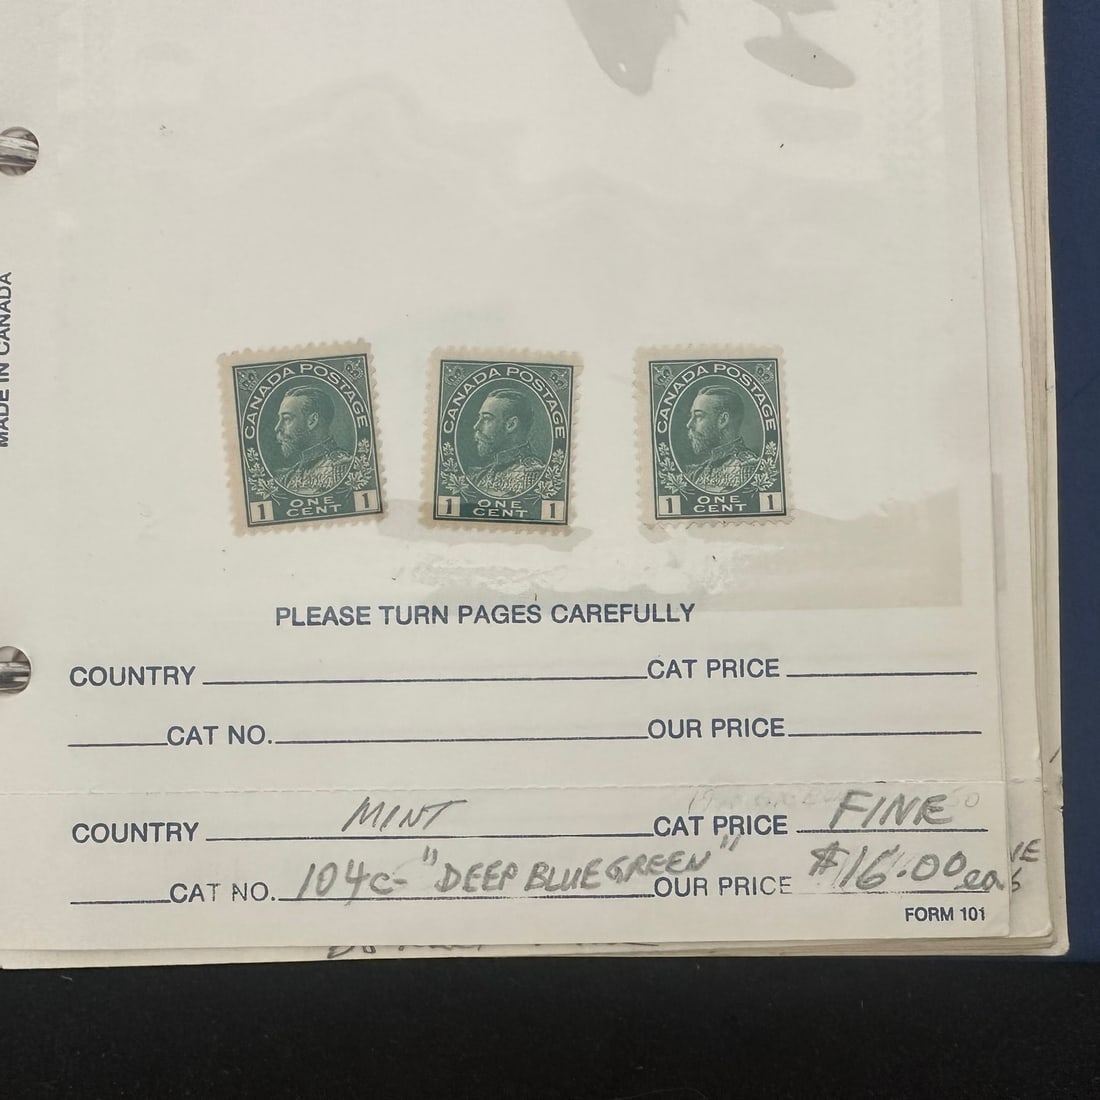 MADE IN CANADA
CANADA POSTAGE
1 ONE CENT 1
CANADA POSTAGE
1 ONE CENT 1
CANADA POSTAGE
1 ONE CENT 1
PLEASE TURN PAGES CAREFULLY
COUNTRY CAT PRICE
CAT NO. OUR PRICE
COUNTRY MINT CAT PRICE FINE
CAT NO. 104c- "DEEP BLUE GREEN" OUR PRICE $16.00 ea
FORM 101